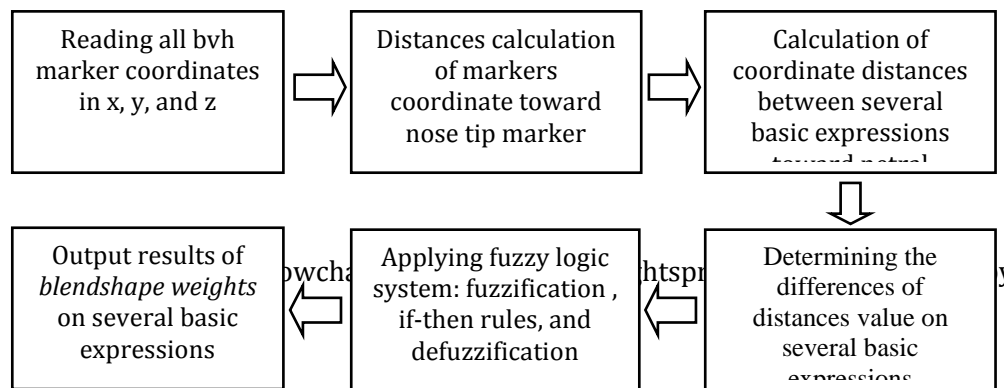 Reading all bvh
marker coordinates
in x, y, and z
Distances calculation
of markers
coordinate toward
nose tip marker
Calculation of
coordinate distances
between several
basic expressions
toward
Determining the
differences of
distances value on
several basic
expressions
Applying fuzzy logic
system: fuzzification ,
if-then rules, and
defuzzification
Output results of
blendshape weights
on several basic
expressions